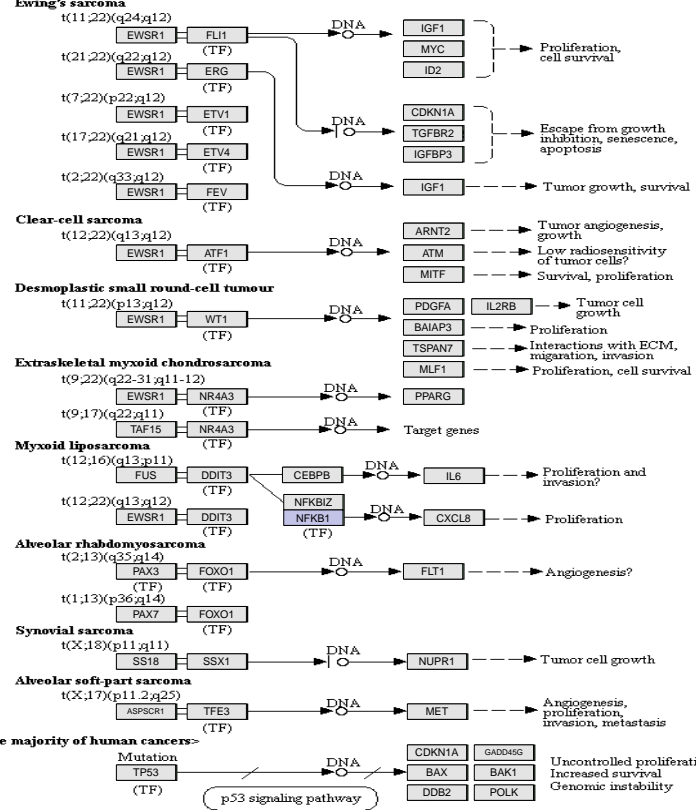 Ewing's sarcoma
t(11;22)(q24;q12)
EWSR1 FLI1 DNA IGF1
(TF) MYC Proliferation,
cell survival
ID2
t(21;22)(q22;q12)
EWSR1 ERG
(TF)
t(7;22)(p22;q12)
EWSR1 ETV1 DNA CDKN1A
(TF) TGFBR2 Escape from growth
inhibition, senescence,
apoptosis
IGFBP3
t(17;22)(q21;q12)
EWSR1 ETV4
(TF)
t(2;22)(q33;q12)
EWSR1 FEV DNA IGF1 Tumor growth, survival
(TF)
Clear-cell sarcoma
t(12;22)(q13;q12)
EWSR1 ATF1 DNA
(TF)
ARNT2 Tumor angiogenesis,
growth
ATM Low radiosensitivity
of tumor cells?
MITF Survival, proliferation
Desmoplastic small round-cell tumour
t(11;22)(p13;q12)
EWSR1 WT1 DNA
(TF)
PDGFA IL2RB Tumor cell
growth
BAIAP3 Proliferation
TSPAN7 Interactions with ECM,
migaration, invasion
MLF1 Proliferation, cell survival
Extraskeletal myxoid chondrosarcoma
t(9;22)(q22-31;q11-12)
EWSR1 NR4A3 DNA PPARG
(TF)
t(9;17)(q22;q11)
TAF15 NR4A3 DNA Target genes
(TF)
Myxoid liposarcoma
t(12;16)(q13;p11)
FUS DDIT3 CEBPB DNA IL6 Proliferation and
invasion?
(TF)
t(12;22)(q13;q12)
NFKBIZ
EWSR1 DDIT3 NFKB1 DNA CXCL8 Proliferation
(TF) (TF)
Alveolar rhabdomyosarcoma
t(2;13)(q35;q14)
PAX3 FOXO1 DNA FLT1 Angiogenesis?
(TF) (TF)
t(1;13)(p36;q14)
PAX7 FOXO1
(TF)
Synovial sarcoma
t(X;18)(p11;q11)
SS18 SSX1 DNA NUPR1 Tumor cell growth
Alveolar soft-part sarcoma
t(X;17)(p11.2;q25)
ASPSCR1 TFE3 DNA MET Angiogenesis,
proliferation,
invasion, metastasis
(TF)
e majority of human cancers>
Mutation
TP53 DNA
(TF)
p53 signaling pathway
CDKN1A GADD45G
BAX BAK1
DDB2 POLK
Uncontrolled proliferati
Increased survival
Genomic instability